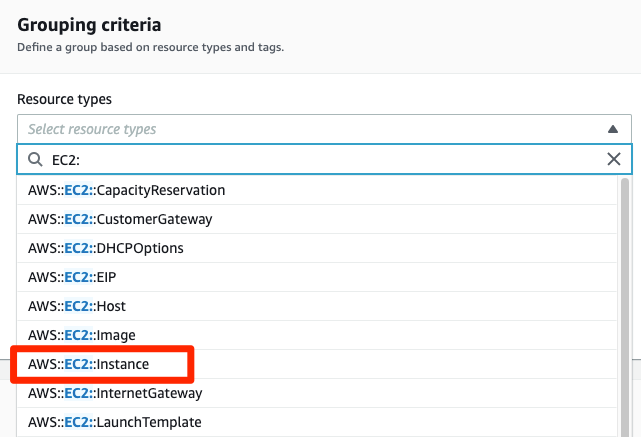 Grouping criteria
Define a group based on resource types and tags.
Resource types
Select resource types
EC2:
AWS::EC2::CapacityReservation
AWS::EC2::CustomerGateway
AWS::EC2::DHCPOptions
AWS::EC2::EIP
AWS::EC2::Host
AWS::EC2::Image
AWS::EC2::Instance
AWS::EC2::InternetGateway
AWS::EC2::LaunchTemplate